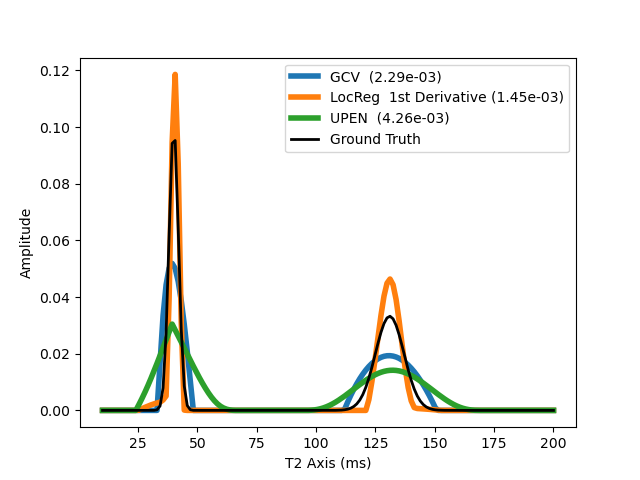 GCV  (2.29e-03)
LocReg  1st Derivative (1.45e-03)
UPEN  (4.26e-03)
Ground Truth
0.12
0.10
0.08
0.06
0.04
0.02
0.00
Amplitude
25 50 75 100 125 150 175 200
T2 Axis (ms)